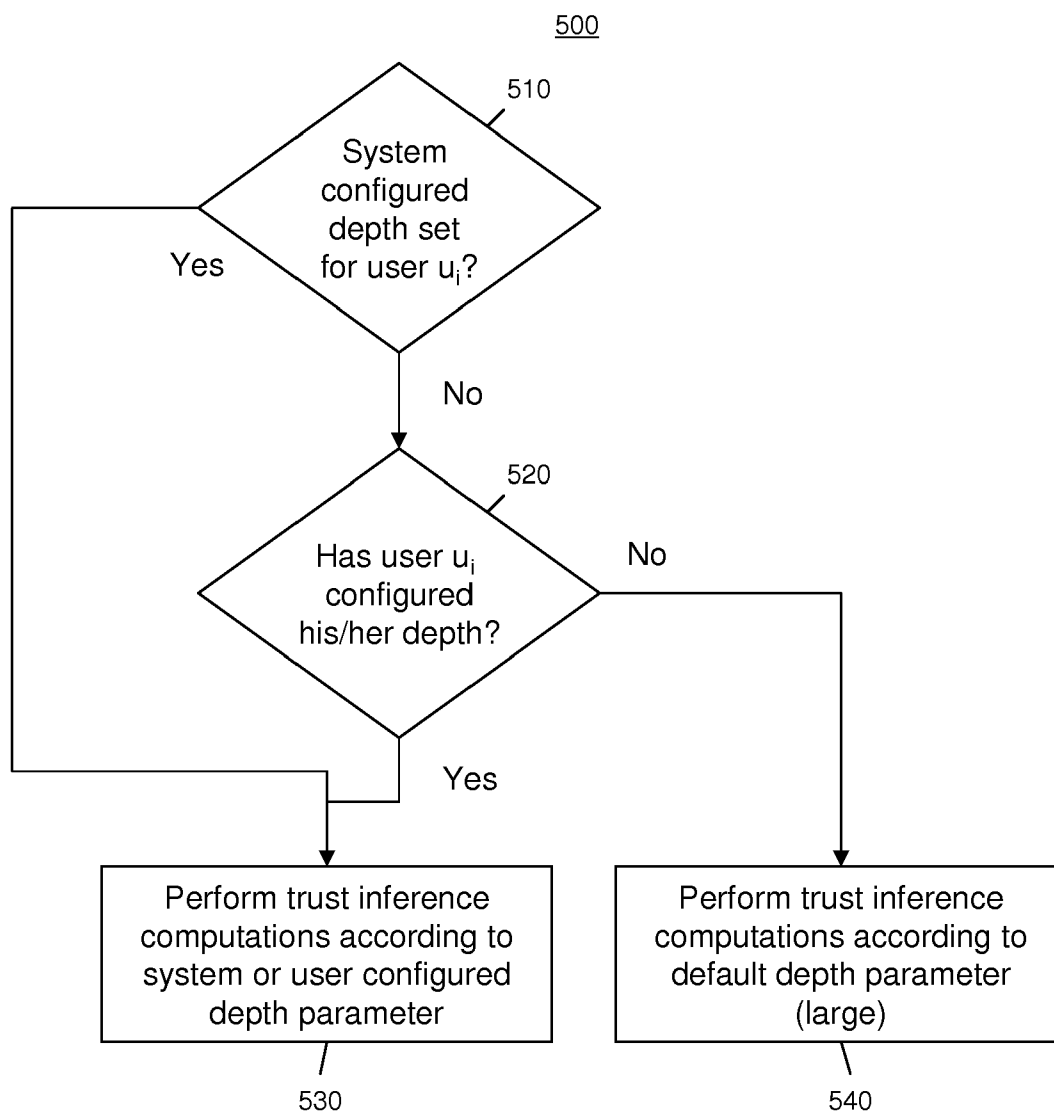 500
510
System
configured
depth set
for user uᵢ?
Yes
No
520
Has user uᵢ
configured
his/her depth?
No
Yes
Perform trust inference
computations according to
system or user configured
depth parameter
Perform trust inference
computations according to
default depth parameter
(large)
530
540